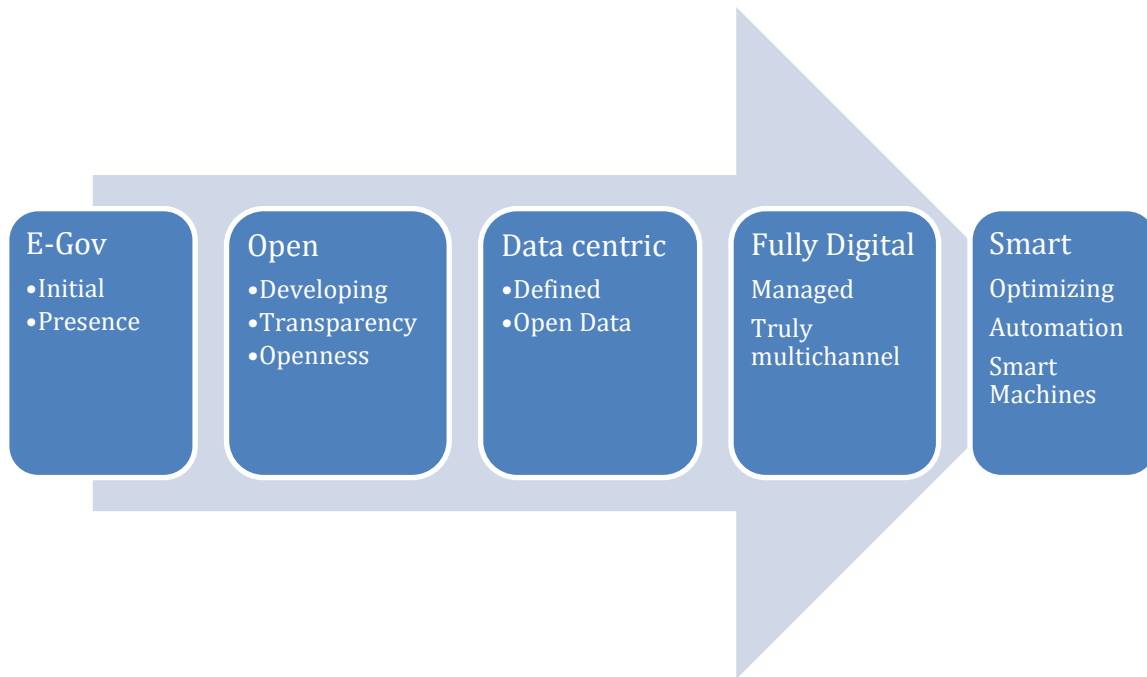 E-Gov
•Initial
•Presence
Open
•Developing
•Transparency
•Openness
Data centric
•Defined
•Open Data
Fully Digital
Managed
Truly
multichannel
Smart
Optimizing
Automation
Smart
Machines